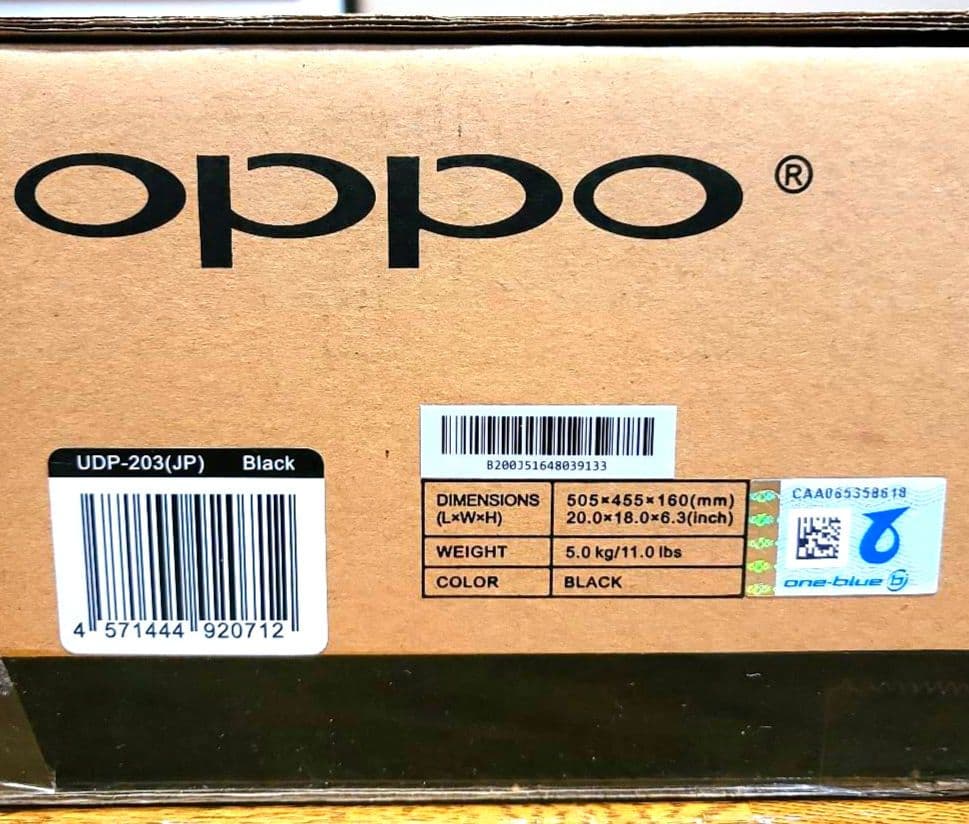 oppo®
B200J51648039133
UDP-203(JP) Black
4 571444 920712
DIMENSIONS (L×W×H) 505×455×160(mm)
20.0×18.0×6.3(inch)
WEIGHT 5.0 kg/11.0 lbs
COLOR BLACK
CAA065358618
one-blue